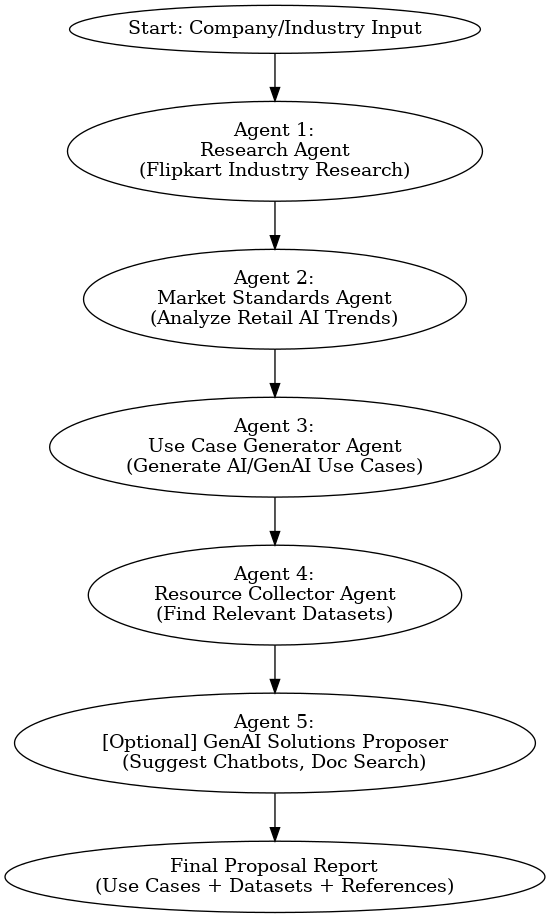 Start: Company/Industry Input
Agent 1:
Research Agent
(Flipkart Industry Research)
Agent 2:
Market Standards Agent
(Analyze Retail AI Trends)
Agent 3:
Use Case Generator Agent
(Generate AI/GenAI Use Cases)
Agent 4:
Resource Collector Agent
(Find Relevant Datasets)
Agent 5:
[Optional] GenAI Solutions Proposer
(Suggest Chatbots, Doc Search)
Final Proposal Report
(Use Cases + Datasets + References)